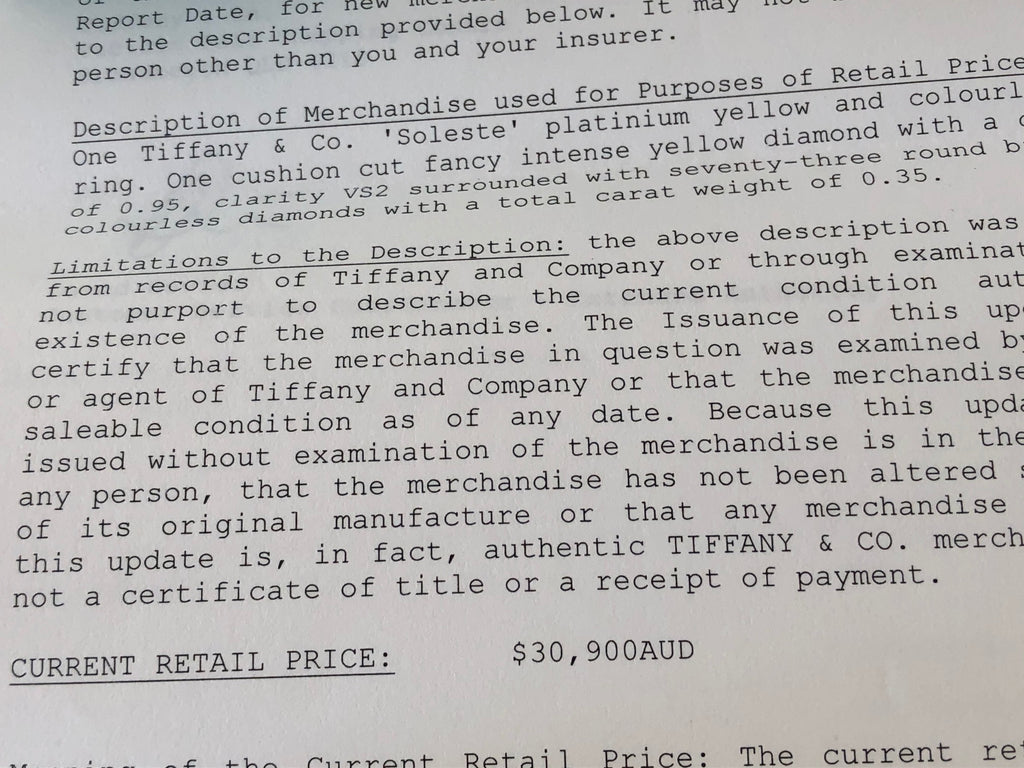 Report Date, for new
to the description provided below. It may
person other than you and your insurer.
Description of Merchandise used for Purposes of Retail Price
One Tiffany & Co. 'Soleste' platinium yellow and colourl
ring. One cushion cut fancy intense yellow diamond with a
of 0.95, clarity VS2 surrounded with seventy-three round b
colourless diamonds with a total carat weight of 0.35.
Limitations to the Description: the above description was
from records of Tiffany and Company or through examinat
not purport to describe the current condition aut
existence of the merchandise. The Issuance of this up
certify that the merchandise in question was examined by
or agent of Tiffany and Company or that the merchandise
saleable condition as of any date. Because this upda
issued without examination of the merchandise is in the
any person, that the merchandise has not been altered s
of its original manufacture or that any merchandise
this update is, in fact, authentic TIFFANY & CO. merch
not a certificate of title or a receipt of payment.
CURRENT RETAIL PRICE: $30,900AUD
of the Current Retail Price: The current ret